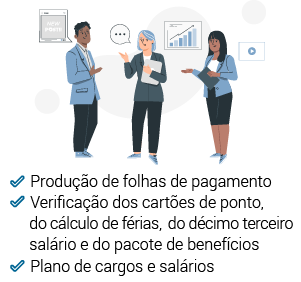 Produção de folhas de pagamento
Verificação dos cartões de ponto,
do cálculo de férias, do décimo terceiro
salário e do pacote de benefícios
Plano de cargos e salários